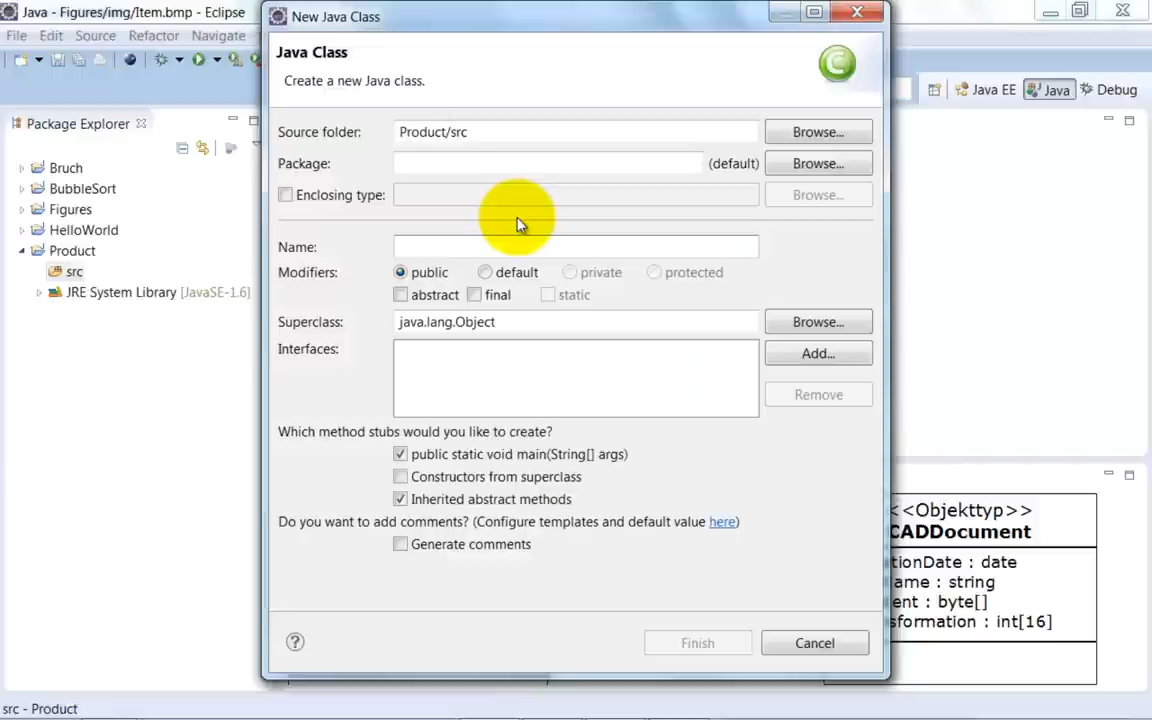 Java - Figures/img/Item.bmp - Eclipse
New Java Class
File Edit Source Refactor Navigate
Java Class
Create a new Java class.
Java EE Java Debug
Package Explorer
Source folder: Product/src Browse...
Package: (default) Browse...
Enclosing type: Browse...
Bruch
BubbleSort
Figures
HelloWorld
Product
src
JRE System Library [JavaSE-1.6]
Name:
Modifiers: public default private protected
abstract final static
Superclass: java.lang.Object Browse...
Interfaces: Add...
Remove
Which method stubs would you like to create?
public static void main(String[] args)
Constructors from superclass
Inherited abstract methods
Do you want to add comments? (Configure templates and default value here)
Generate comments
Finish Cancel
<<Objekttyp>>
CADDocument
tionDate : date
ame : string
ent : byte[]
sformation : int[16]
src - Product